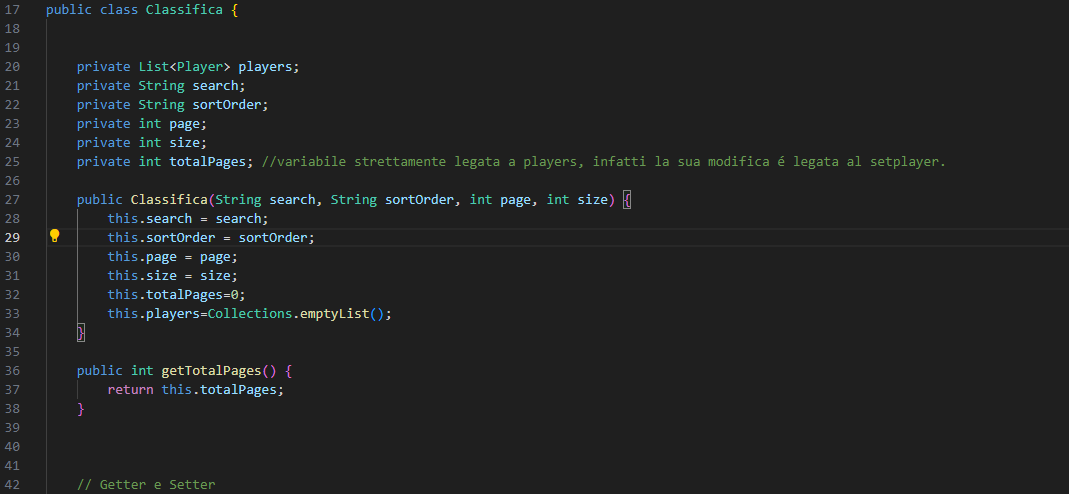 17 public class Classifica {
18
19
20 private List<Player> players;
21 private String search;
22 private String sortOrder;
23 private int page;
24 private int size;
25 private int totalPages; //variabile strettamente legata a players, infatti la sua modifica é legata al setplayer.
26
27 public Classifica(String search, String sortOrder, int page, int size) {
28 this.search = search;
29 this.sortOrder = sortOrder;
30 this.page = page;
31 this.size = size;
32 this.totalPages=0;
33 this.players=Collections.emptyList();
34 }
35
36 public int getTotalPages() {
37 return this.totalPages;
38 }
39
40
41
42 // Getter e Setter